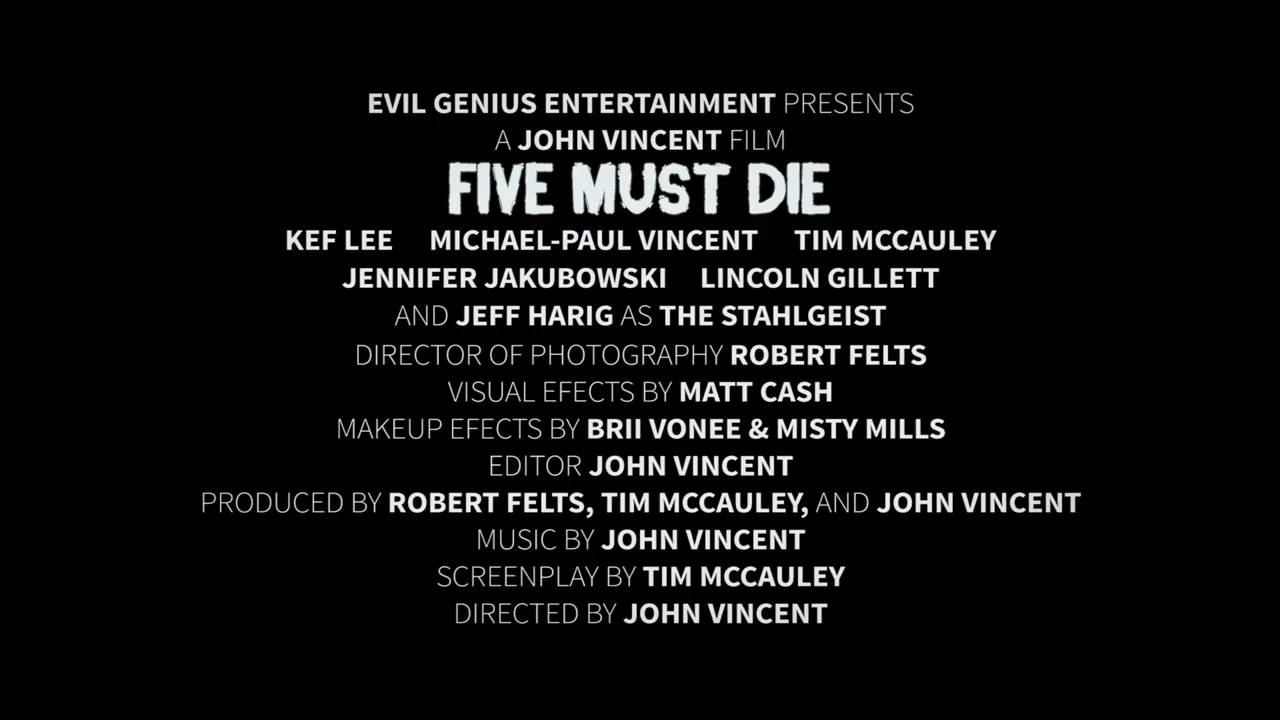 EVIL GENIUS ENTERTAINMENT PRESENTS
A JOHN VINCENT FILM
FIVE MUST DIE
KEF LEE MICHAEL-PAUL VINCENT TIM MCCAULEY
JENNIFER JAKUBOWSKI LINCOLN GILLETT
AND JEFF HARIG AS THE STAHLGEIST
DIRECTOR OF PHOTOGRAPHY ROBERT FELTS
VISUAL EFECTS BY MATT CASH
MAKEUP EFECTS BY BRII VONEE & MISTY MILLS
EDITOR JOHN VINCENT
PRODUCED BY ROBERT FELTS, TIM MCCAULEY, AND JOHN VINCENT
MUSIC BY JOHN VINCENT
SCREENPLAY BY TIM MCCAULEY
DIRECTED BY JOHN VINCENT